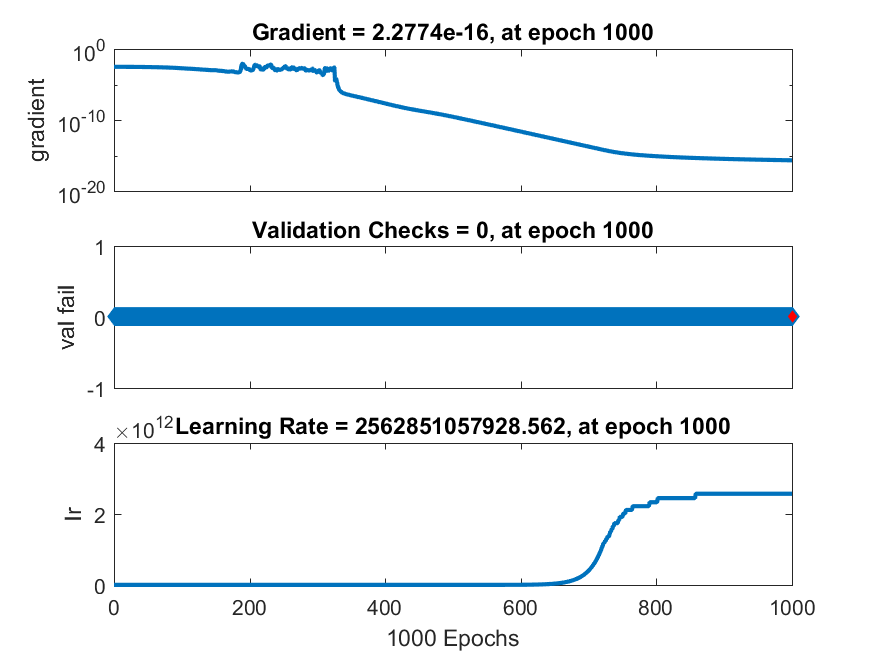 Gradient = 2.2774e-16, at epoch 1000
10^0
10^-10
10^-20
gradient
Validation Checks = 0, at epoch 1000
1
0
-1
val fail
×10^12
Learning Rate = 2562851057928.562, at epoch 1000
4
2
0
lr
0 200 400 600 800 1000
1000 Epochs